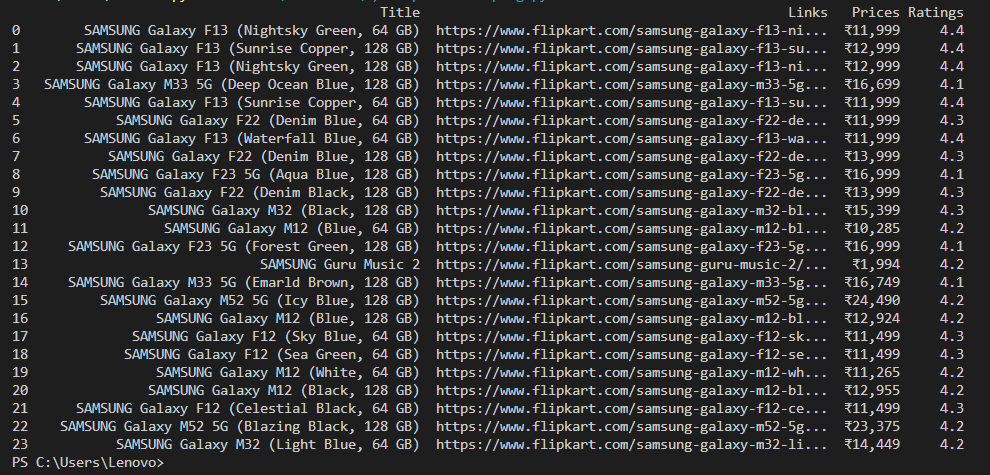 Title Links Prices Ratings
0 SAMSUNG Galaxy F13 (Nightsky Green, 64 GB) https://www.flipkart.com/samsung-galaxy-f13-ni... ₹11,999 4.4
1 SAMSUNG Galaxy F13 (Sunrise Copper, 128 GB) https://www.flipkart.com/samsung-galaxy-f13-su... ₹12,999 4.4
2 SAMSUNG Galaxy F13 (Nightsky Green, 128 GB) https://www.flipkart.com/samsung-galaxy-f13-ni... ₹12,999 4.4
3 SAMSUNG Galaxy M33 5G (Deep Ocean Blue, 128 GB) https://www.flipkart.com/samsung-galaxy-m33-5g... ₹16,699 4.1
4 SAMSUNG Galaxy F13 (Sunrise Copper, 64 GB) https://www.flipkart.com/samsung-galaxy-f13-su... ₹11,999 4.4
5 SAMSUNG Galaxy F22 (Denim Blue, 64 GB) https://www.flipkart.com/samsung-galaxy-f22-de... ₹11,999 4.3
6 SAMSUNG Galaxy F13 (Waterfall Blue, 64 GB) https://www.flipkart.com/samsung-galaxy-f13-wa... ₹11,999 4.4
7 SAMSUNG Galaxy F22 (Denim Blue, 128 GB) https://www.flipkart.com/samsung-galaxy-f22-de... ₹13,999 4.3
8 SAMSUNG Galaxy F23 5G (Aqua Blue, 128 GB) https://www.flipkart.com/samsung-galaxy-f23-5g... ₹16,999 4.1
9 SAMSUNG Galaxy F22 (Denim Black, 128 GB) https://www.flipkart.com/samsung-galaxy-f22-de... ₹13,999 4.3
10 SAMSUNG Galaxy M32 (Black, 128 GB) https://www.flipkart.com/samsung-galaxy-m32-bl... ₹15,399 4.3
11 SAMSUNG Galaxy M12 (Blue, 64 GB) https://www.flipkart.com/samsung-galaxy-m12-bl... ₹10,285 4.2
12 SAMSUNG Galaxy F23 5G (Forest Green, 128 GB) https://www.flipkart.com/samsung-galaxy-f23-5g... ₹16,999 4.1
13 SAMSUNG Guru Music 2 https://www.flipkart.com/samsung-guru-music-2/... ₹1,994 4.2
14 SAMSUNG Galaxy M33 5G (Emarld Brown, 128 GB) https://www.flipkart.com/samsung-galaxy-m33-5g... ₹16,749 4.1
15 SAMSUNG Galaxy M52 5G (Icy Blue, 128 GB) https://www.flipkart.com/samsung-galaxy-m52-5g... ₹24,490 4.2
16 SAMSUNG Galaxy M12 (Blue, 128 GB) https://www.flipkart.com/samsung-galaxy-m12-bl... ₹12,924 4.2
17 SAMSUNG Galaxy F12 (Sky Blue, 64 GB) https://www.flipkart.com/samsung-galaxy-f12-sk... ₹11,499 4.3
18 SAMSUNG Galaxy F12 (Sea Green, 64 GB) https://www.flipkart.com/samsung-galaxy-f12-se... ₹11,499 4.3
19 SAMSUNG Galaxy M12 (White, 64 GB) https://www.flipkart.com/samsung-galaxy-m12-wh... ₹11,265 4.2
20 SAMSUNG Galaxy M12 (Black, 128 GB) https://www.flipkart.com/samsung-galaxy-m12-bl... ₹12,955 4.2
21 SAMSUNG Galaxy F12 (Celestial Black, 64 GB) https://www.flipkart.com/samsung-galaxy-f12-ce... ₹11,499 4.3
22 SAMSUNG Galaxy M52 5G (Blazing Black, 128 GB) https://www.flipkart.com/samsung-galaxy-m52-5g... ₹23,375 4.2
23 SAMSUNG Galaxy M32 (Light Blue, 64 GB) https://www.flipkart.com/samsung-galaxy-m32-li... ₹14,449 4.2
PS C:\Users\Lenovo>